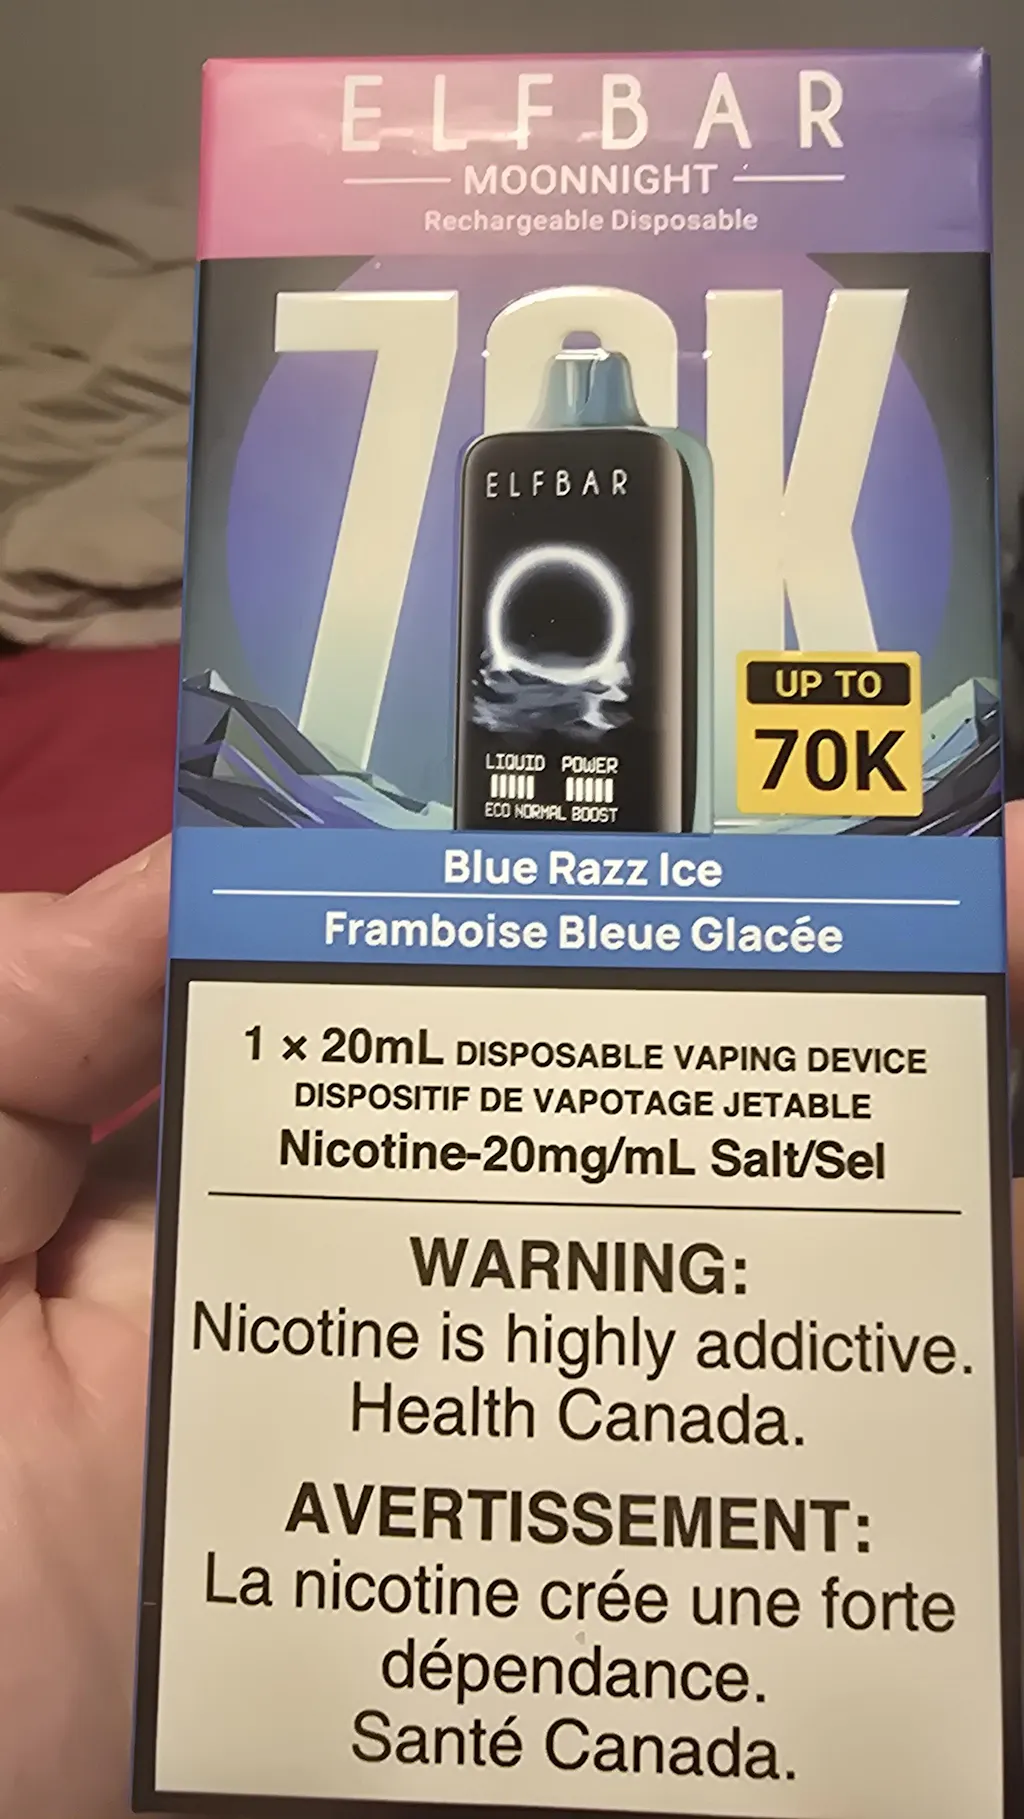 ELFBAR
MOONNIGHT
Rechargeable Disposable
70K
ELFBAR
LIQUID POWER
ECO NORMAL BOOST
UP TO
70K
Blue Razz Ice
Framboise Bleue Glacée
1 × 20mL DISPOSABLE VAPING DEVICE
DISPOSITIF DE VAPOTAGE JETABLE
Nicotine-20mg/mL Salt/Sel
WARNING:
Nicotine is highly addictive.
Health Canada.
AVERTISSEMENT:
La nicotine crée une forte
dépendance.
Santé Canada.